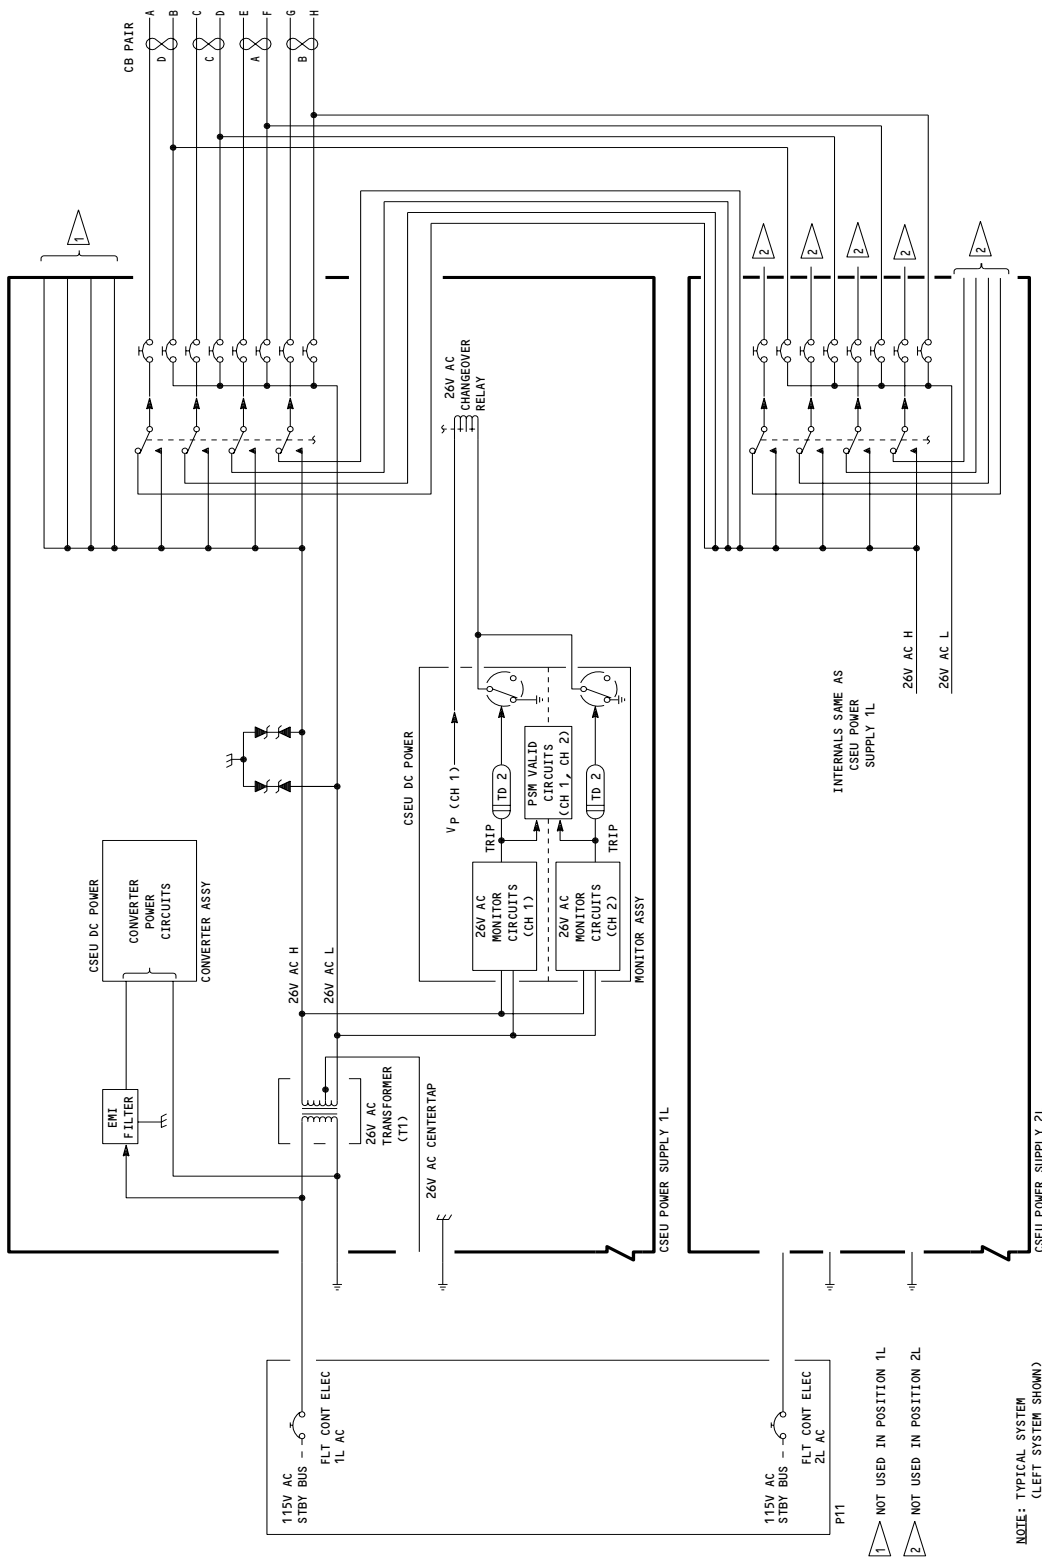 CB PAIR
A
B
C
D
E
F
G
H
D
C
A
B
1
2
2
2
2
2
26V AC
CHANGEOVER
RELAY
CSEU DC POWER
CONVERTER
POWER
CIRCUITS
CONVERTER ASSY
EMI
FILTER
26V AC H
26V AC L
26V AC
TRANSFORMER
(T1)
26V AC CENTERTAP
CSEU DC POWER
VP (CH 1)
TRIP
TD 2
26V AC
MONITOR
CIRCUITS
(CH 1)
PSM VALID
CIRCUITS
(CH 1, CH 2)
26V AC
MONITOR
CIRCUITS
(CH 2)
TD 2
TRIP
MONITOR ASSY
CSEU POWER SUPPLY 1L
INTERNALS SAME AS
CSEU POWER
SUPPLY 1L
26V AC H
26V AC L
CSEU POWER SUPPLY 2L
115V AC
STBY BUS
FLT CONT ELEC
1L AC
115V AC
STBY BUS
FLT CONT ELEC
2L AC
P11
1 NOT USED IN POSITION 1L
2 NOT USED IN POSITION 2L
NOTE: TYPICAL SYSTEM
(LEFT SYSTEM SHOWN)